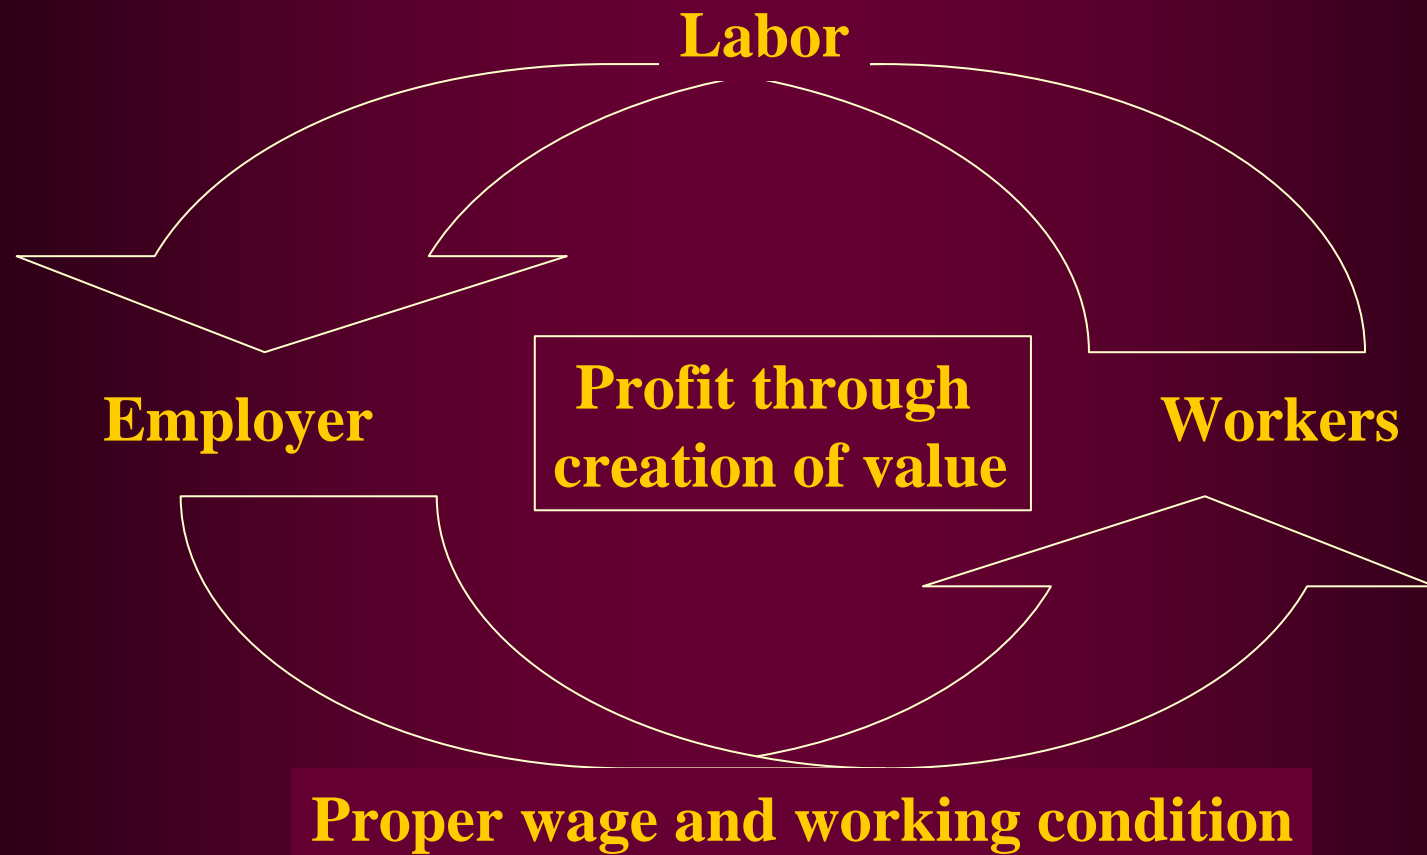 Labor
Employer
Profit through
creation of value
Workers
Proper wage and working condition